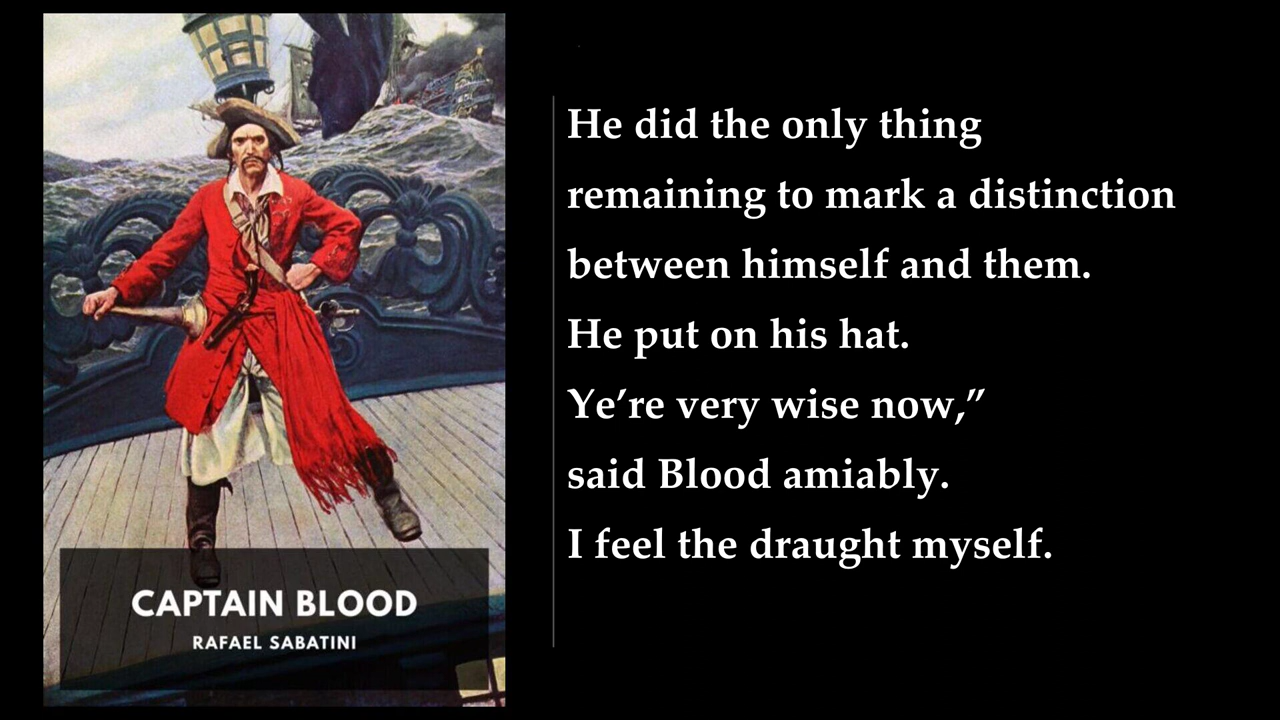 CAPTAIN BLOOD
RAFAEL SABATINI
He did the only thing
remaining to mark a distinction
between himself and them.
He put on his hat.
Ye’re very wise now,”
said Blood amiably.
I feel the draught myself.